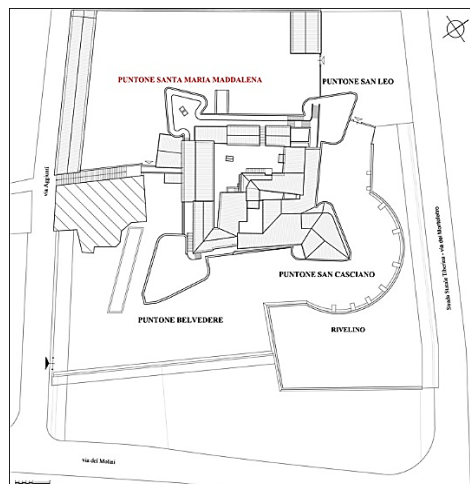 PUNTONE SANTA MARIA MADDALENA
PUNTONE SAN LEO
via Aggiunti
PUNTONE SAN CASCIANO
PUNTONE BELVEDERE
RIVELINO
Strada Statale Tiberina - via dei Montefeltro
via dei Molini